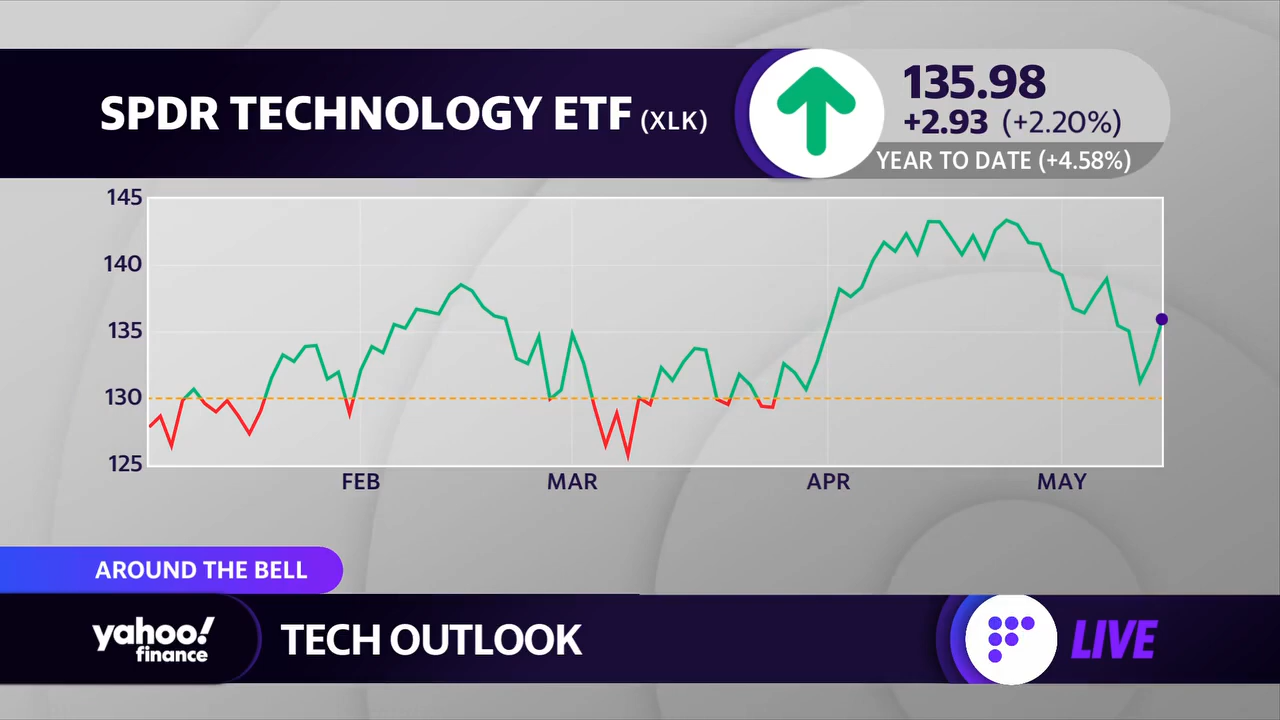 SPDR TECHNOLOGY ETF (XLK)
135.98
+2.93 (+2.20%)
YEAR TO DATE (+4.58%)
145
140
135
130
125
FEB MAR APR MAY
AROUND THE BELL
yahoo!
finance
TECH OUTLOOK
LIVE